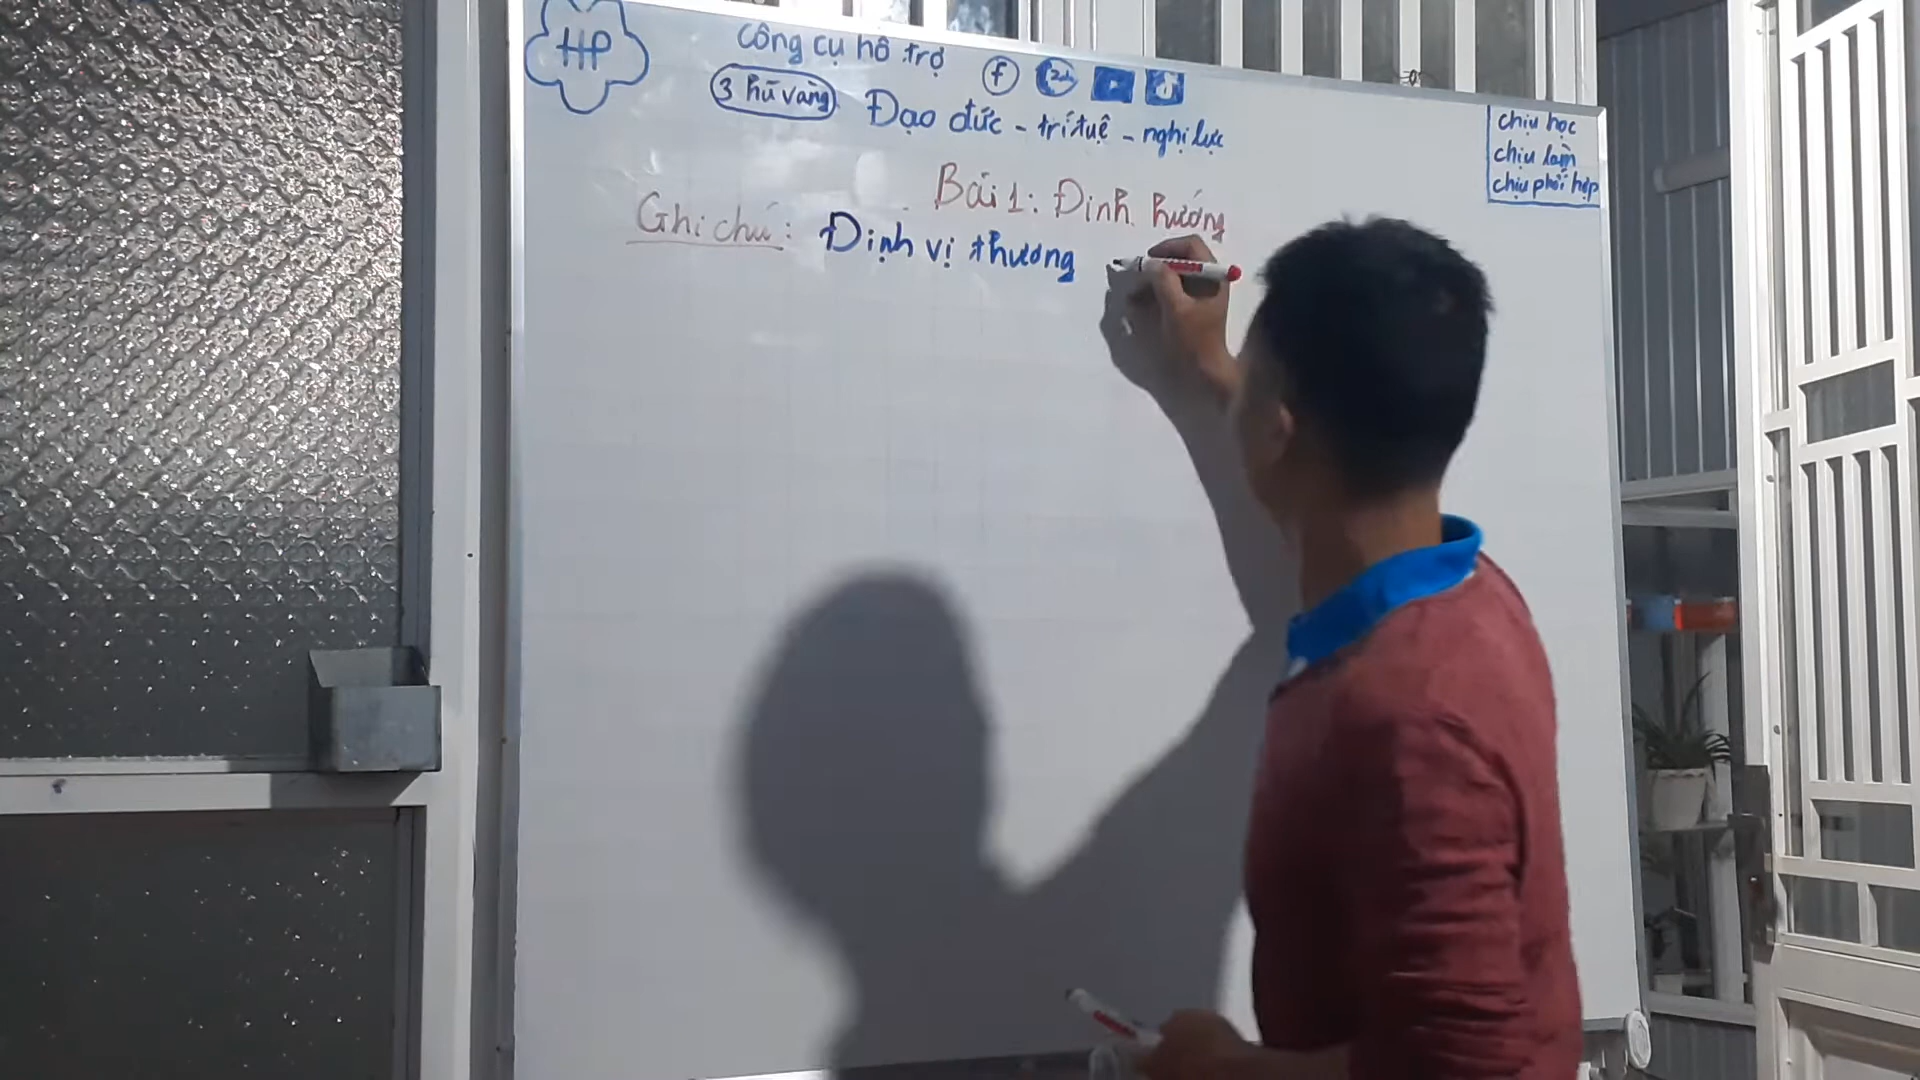 HP
Công cụ hỗ trợ
f Zalo
3 hũ vàng Đạo đức - trí tuệ - nghị lực
chịu học
chịu làm
chịu phối hợp
Bài 1: Định hướng
Ghi chú: Định vị thương